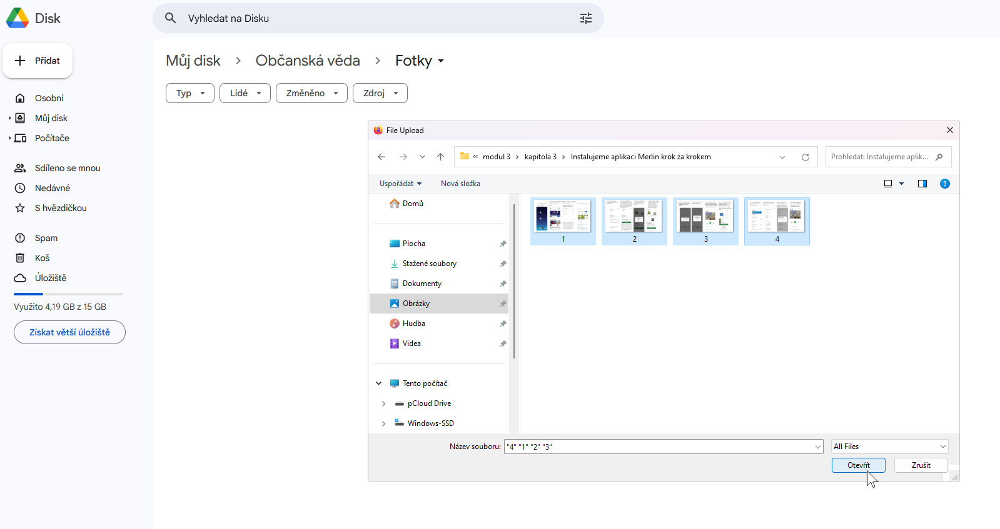 Disk
Vyhledat na Disku
Přidat
Můj disk
Občanská věda
Fotky
Typ
Lidé
Změněno
Zdroj
Osobní
Můj disk
Počítače
Sdíleno se mnou
Nedávné
S hvězdičkou
Spam
Koš
Úložiště
Využito 4,19 GB z 15 GB
Získat větší úložiště
File Upload
« modul 3 › kapitola 3 › Instalujeme aplikaci Merlin krok za krokem
Prohledat: Instalujeme aplik...
Uspořádat
Nová složka
Domů
Plocha
Stažené soubory
Dokumenty
Obrázky
Hudba
Videa
Tento počítač
pCloud Drive
Windows-SSD
1
2
3
4
Název souboru: "4" "1" "2" "3"
All Files
Otevřít
Zrušit